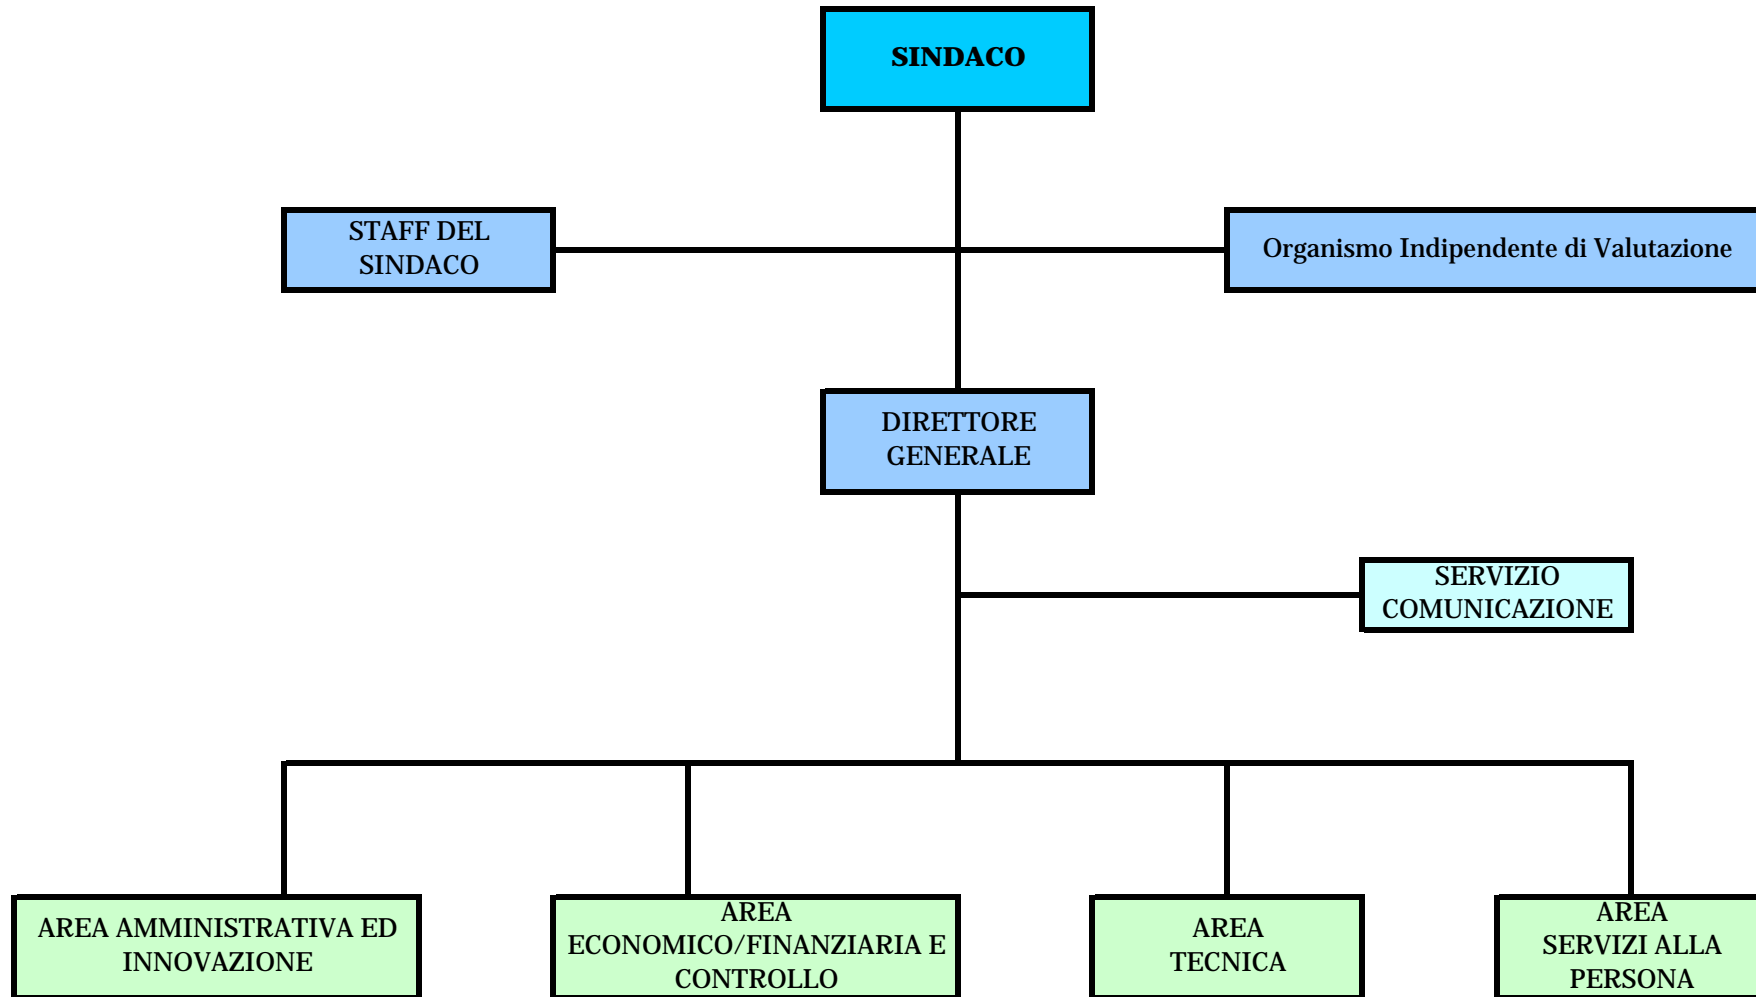 SINDACO
STAFF DEL
SINDACO
Organismo Indipendente di Valutazione
DIRETTORE
GENERALE
SERVIZIO
COMUNICAZIONE
AREA AMMINISTRATIVA ED
INNOVAZIONE
AREA
ECONOMICO/FINANZIARIA E
CONTROLLO
AREA
TECNICA
AREA
SERVIZI ALLA
PERSONA